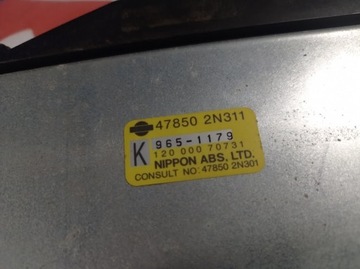 47850 2N311
K 965-1179
120 000 70731
NIPPON ABS. LTD.
CONSULT NO: 47850 2N301